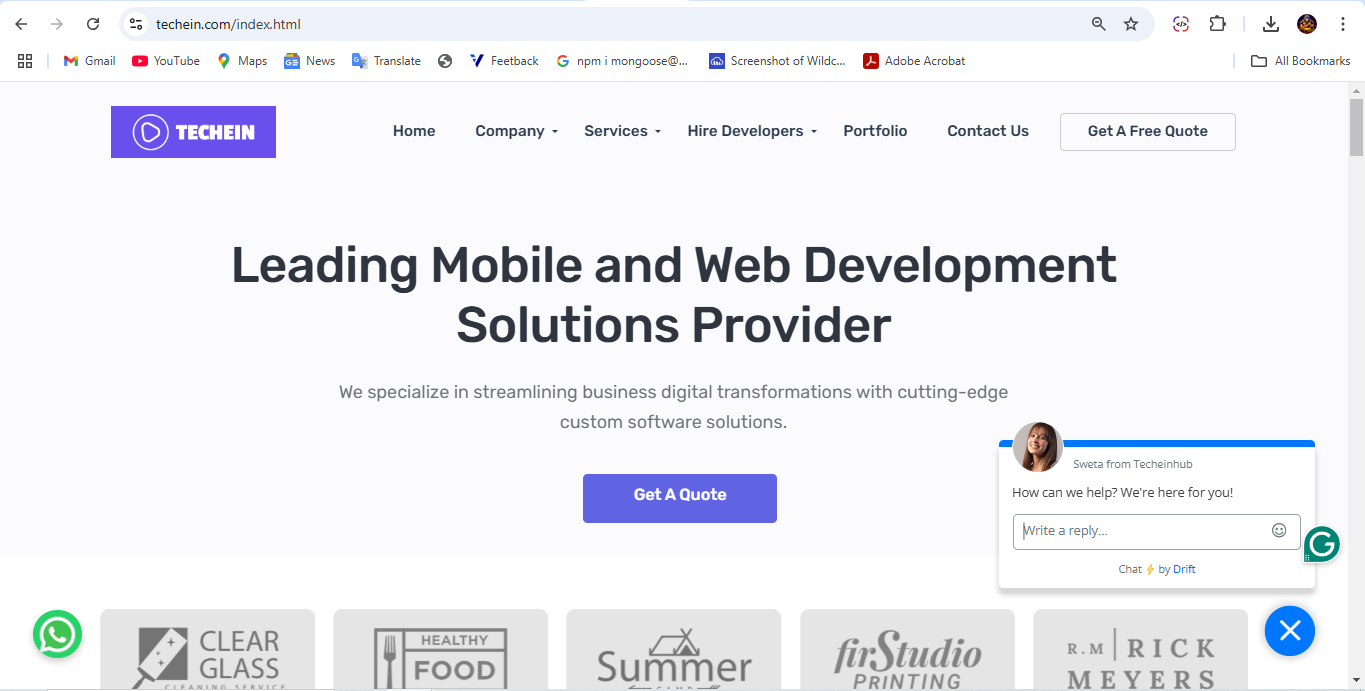 techein.com/index.html
Gmail
YouTube
Maps
News
Translate
Feetback
npm i mongoose@...
Screenshot of Wildc...
Adobe Acrobat
All Bookmarks
TECHEIN
Home
Company
Services
Hire Developers
Portfolio
Contact Us
Get A Free Quote
Leading Mobile and Web Development
Solutions Provider
We specialize in streamlining business digital transformations with cutting-edge
custom software solutions.
Get A Quote
Sweta from Techeinhub
How can we help? We're here for you!
Write a reply...
Chat ⚡ by Drift
CLEAR
GLASS
CLEANING SERVICE
HEALTHY
FOOD
Summer
CAMP
firStudio
PRINTING
R.M RICK
MEYERS